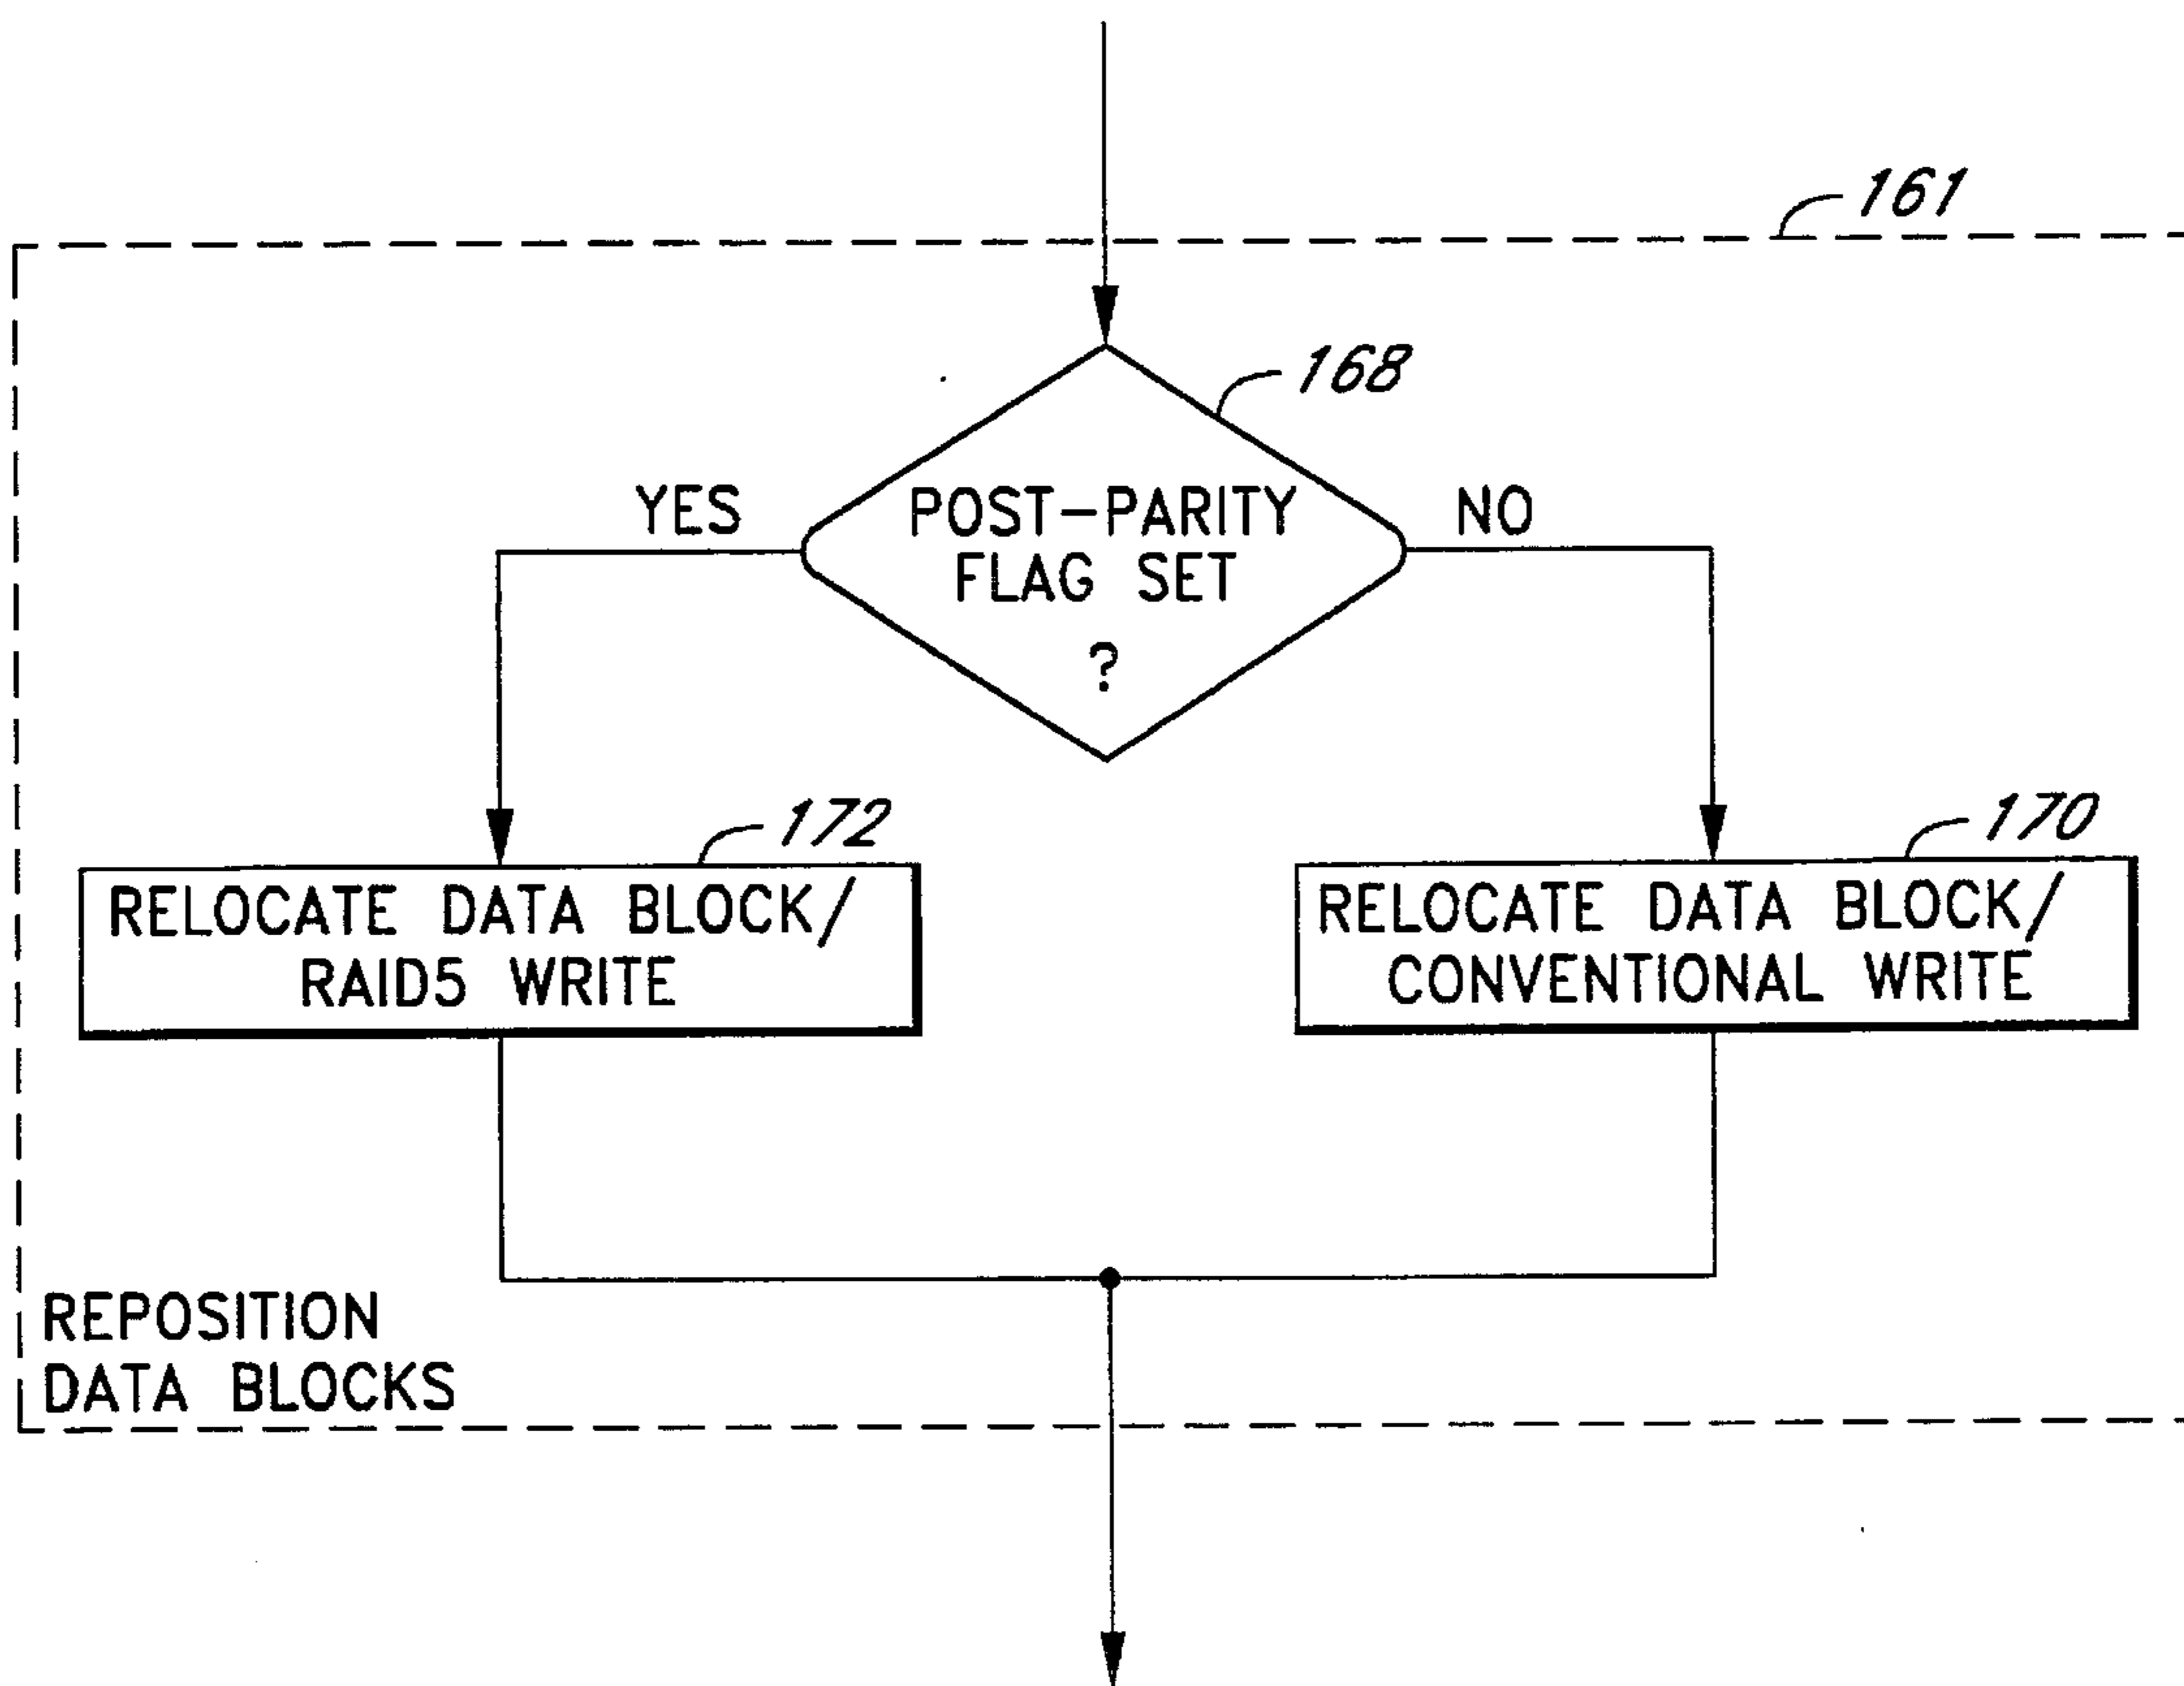 161
168
YES
POST-PARITY
NO
FLAG SET
?
172
170
RELOCATE DATA BLOCK/
RAID5 WRITE
RELOCATE DATA BLOCK/
CONVENTIONAL WRITE
REPOSITION
DATA BLOCKS